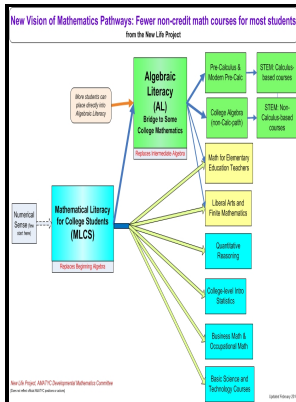 New Vision of Mathematics Pathways: Fewer non-credit math courses for most students
from the New Life Project
Algebraic
Literacy
(AL)
Bridge to Some
College Mathematics
Replaces Intermediate Algebra
More students can
place directly into
Algebraic Literacy
Pre-Calculus &
Modern Pre-Calc
STEM: Calculus-
based courses
College Algebra
(non-Calc-path)
STEM: Non-
Calculus-based
courses
Math for Elementary
Education Teachers
Liberal Arts and
Finite Mathematics
Numerical
Sense (few
start here)
Mathematical Literacy
for College Students
(MLCS)
Replaces Beginning Algebra
Quantitative
Reasoning
College-level Intro
Statistics
Business Math &
Occupational Math
Basic Science and
Technology Courses
New Life Project, AMATYC Developmental Mathematics Committee
Updated February